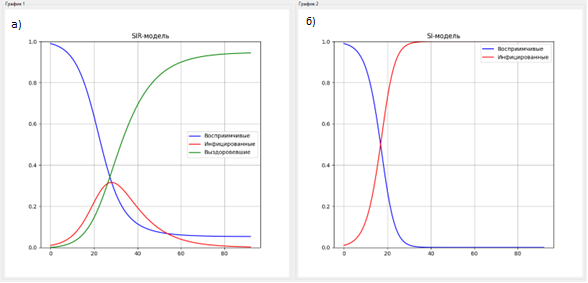 График 1
а)
SIR-модель
1.0
0.8
0.6
0.4
0.2
0.0
0
20
40
60
80
Восприимчивые
Инфицированные
Выздоровевшие
График 2
б)
SI-модель
1.0
0.8
0.6
0.4
0.2
0.0
0
20
40
60
80
Восприимчивые
Инфицированные